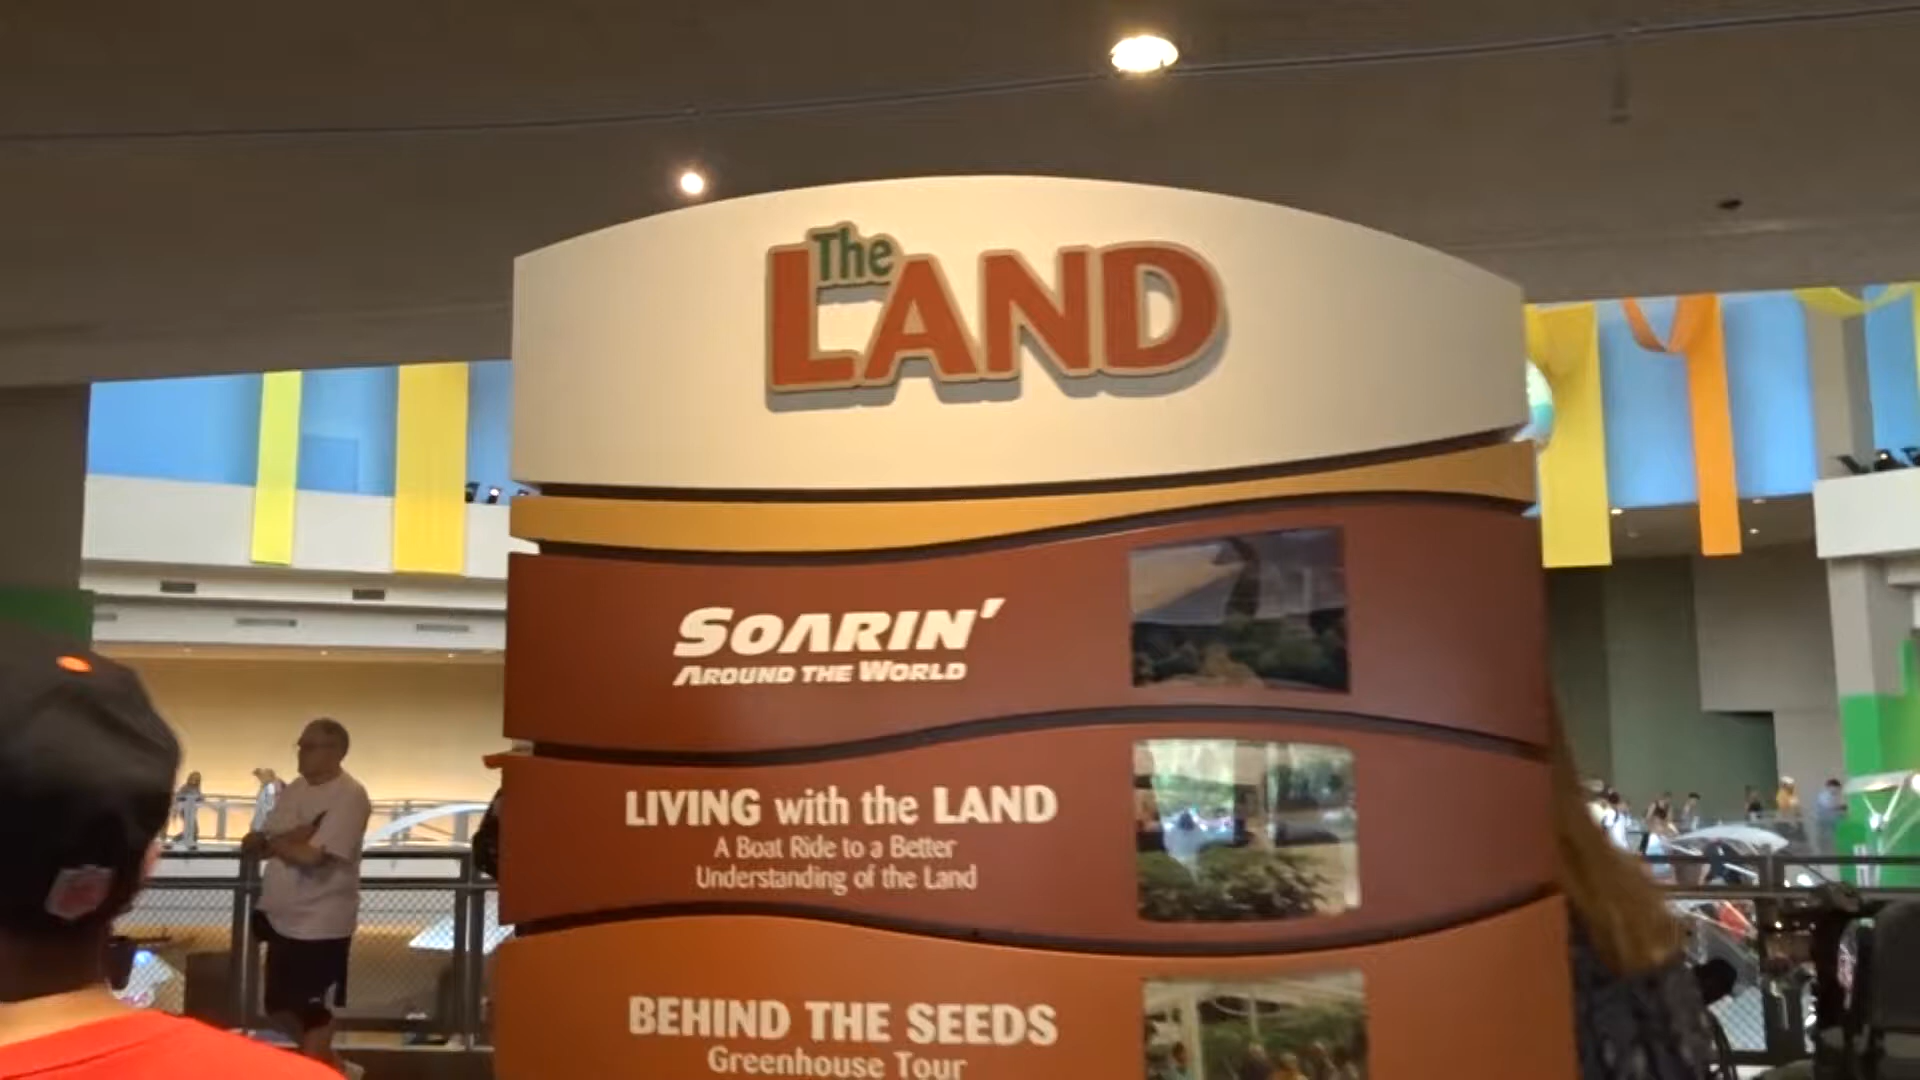 The
LAND
SOARIN'
AROUND THE WORLD
LIVING with the LAND
A Boat Ride to a Better
Understanding of the Land
BEHIND THE SEEDS
Greenhouse Tour